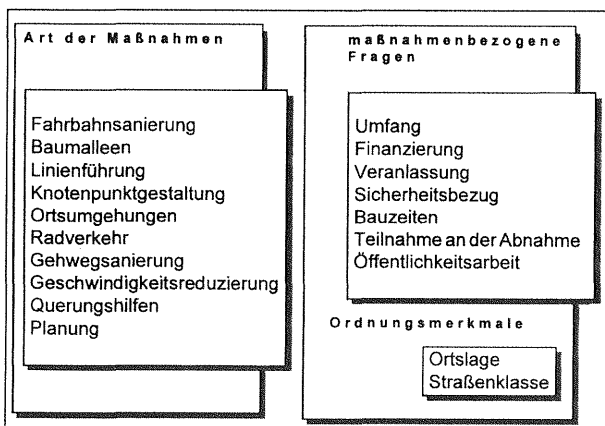 Art der Maßnahmen
Fahrbahnsanierung
Baumalleen
Linienführung
Knotenpunktgestaltung
Ortsumgehungen
Radverkehr
Gehwegsanierung
Geschwindigkeitsreduzierung
Querungshilfen
Planung
maßnahmenbezogene
Fragen
Umfang
Finanzierung
Veranlassung
Sicherheitsbezug
Bauzeiten
Teilnahme an der Abnahme
Öffentlichkeitsarbeit
Ordnungsmerkmale
Ortslage
Straßenklasse